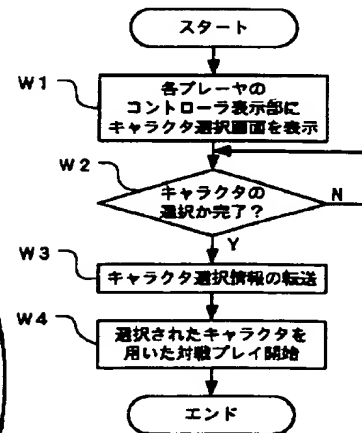 スタート
W1
各プレーヤの
コントローラ表示部に
キャラクタ選択画面を表示
W2
キャラクタの
選択か完了?
N
Y
W3
キャラクタ選択情報の転送
W4
選択されたキャラクタを
用いた対戦プレイ開始
エンド